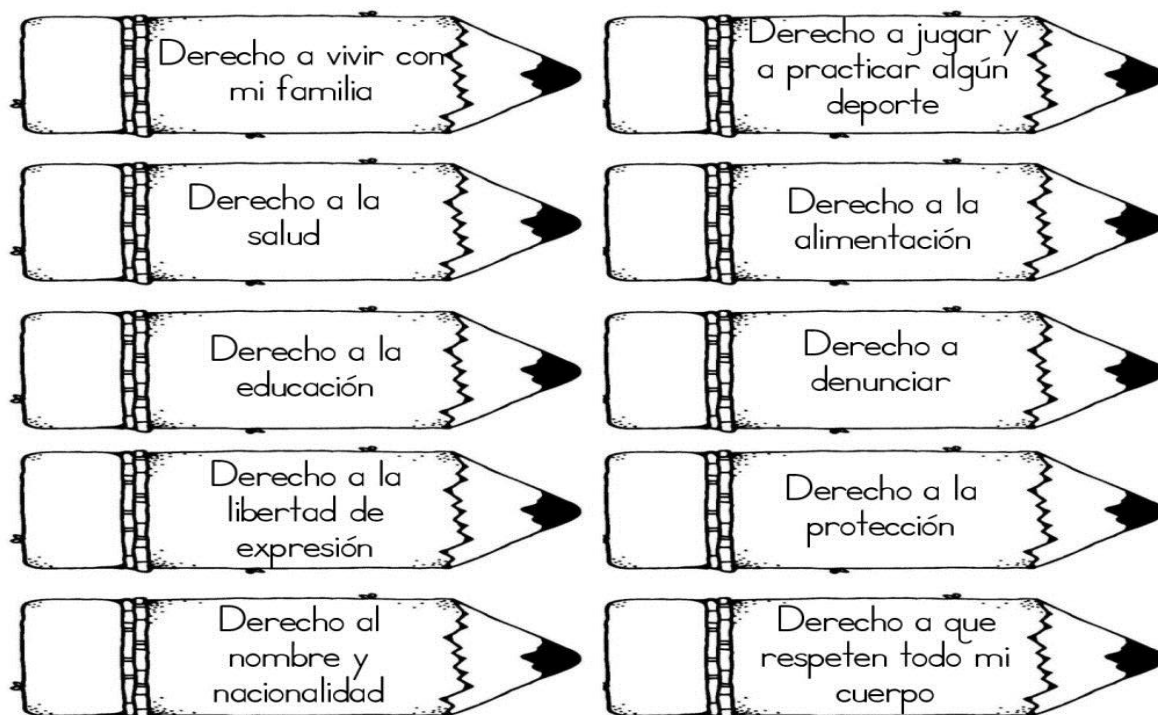 Derecho a vivir con
mi familia
Derecho a jugar y
a practicar algún
deporte
Derecho a la
salud
Derecho a la
alimentación
Derecho a la
educación
Derecho a
denunciar
Derecho a la
libertad de
expresión
Derecho a la
protección
Derecho al
nombre y
nacionalidad
Derecho a que
respeten todo mi
cuerpo